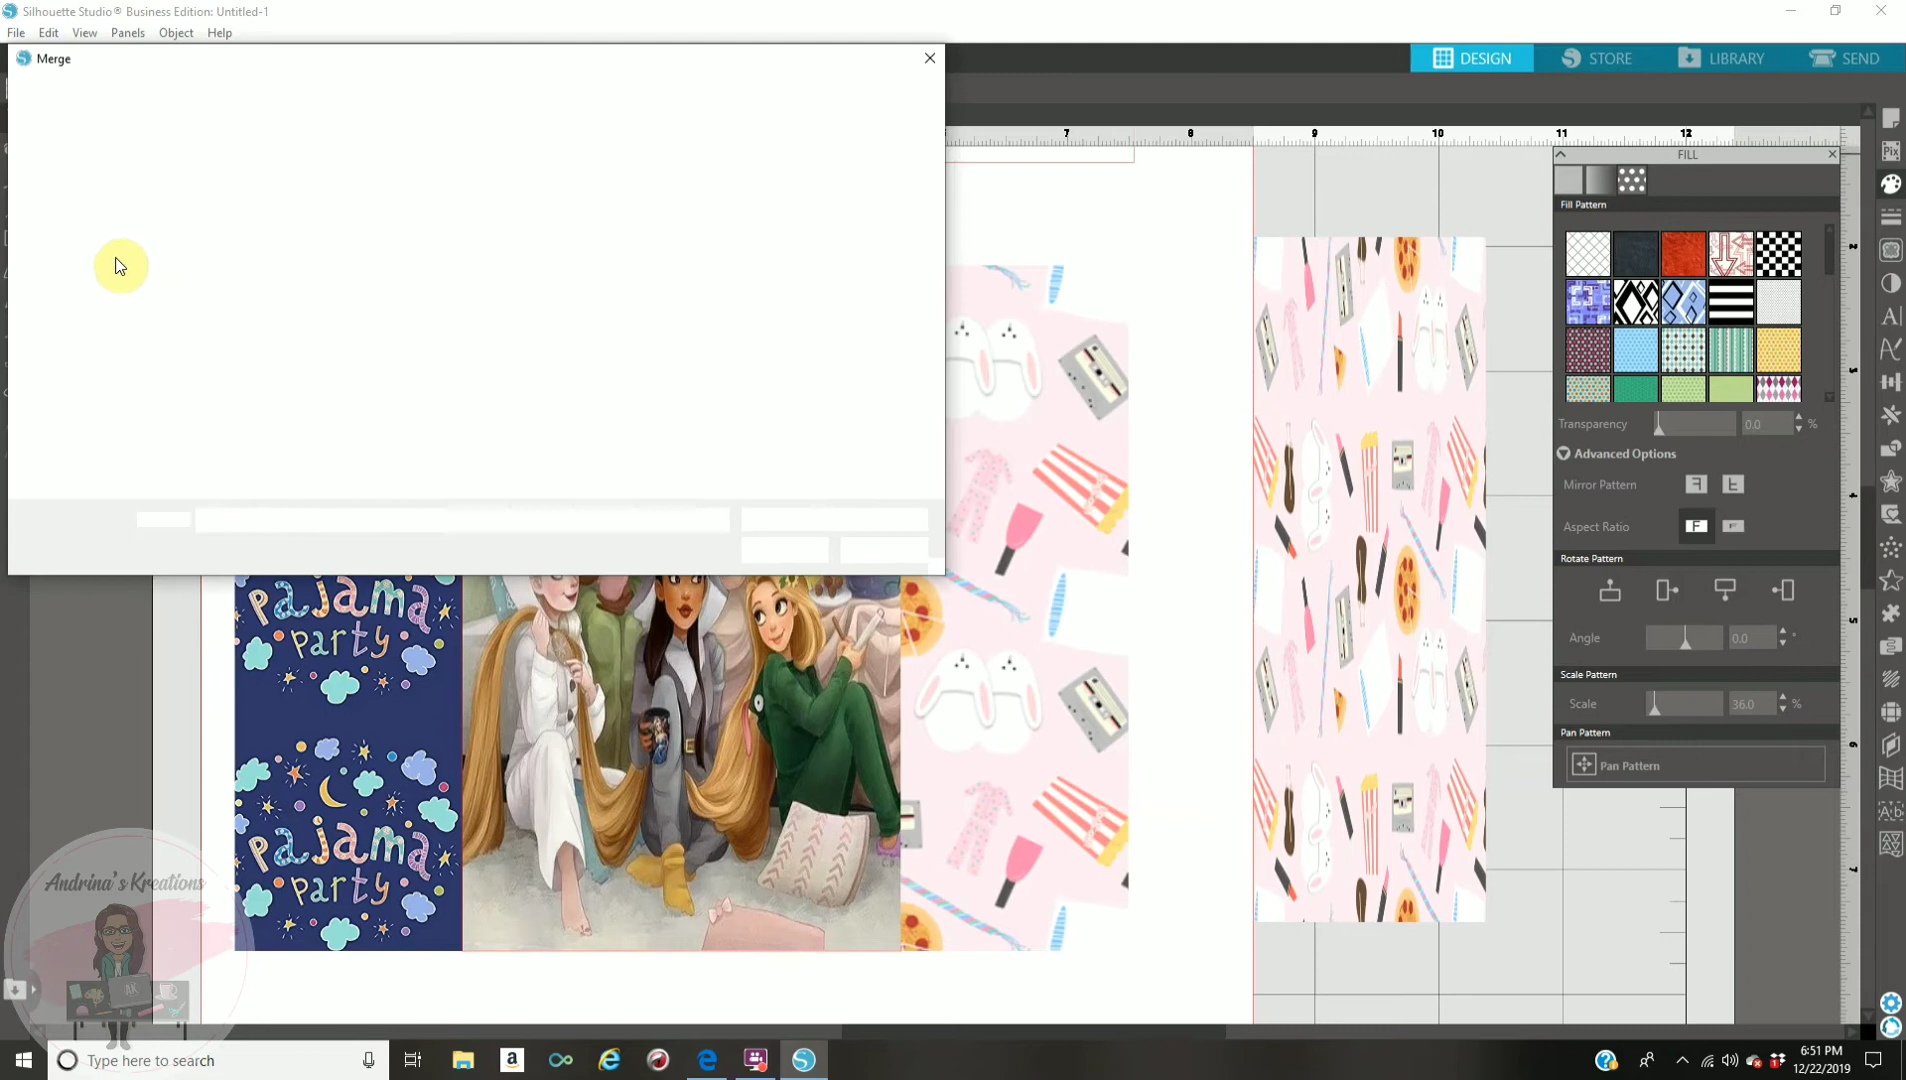 Silhouette Studio® Business Edition: Untitled-1
File Edit View Panels Object Help
Merge
DESIGN STORE LIBRARY SEND
7 8 9 10 11 12
FILL
Fill Pattern
Transparency 0.0 %
Advanced Options
Mirror Pattern
Aspect Ratio
Rotate Pattern
Angle 0.0 °
Scale Pattern
Scale 36.0 %
Pan Pattern
Pan Pattern
pajama
party
pajama
party
Andrina's Kreations
AK
Type here to search
6:51 PM
12/22/2019